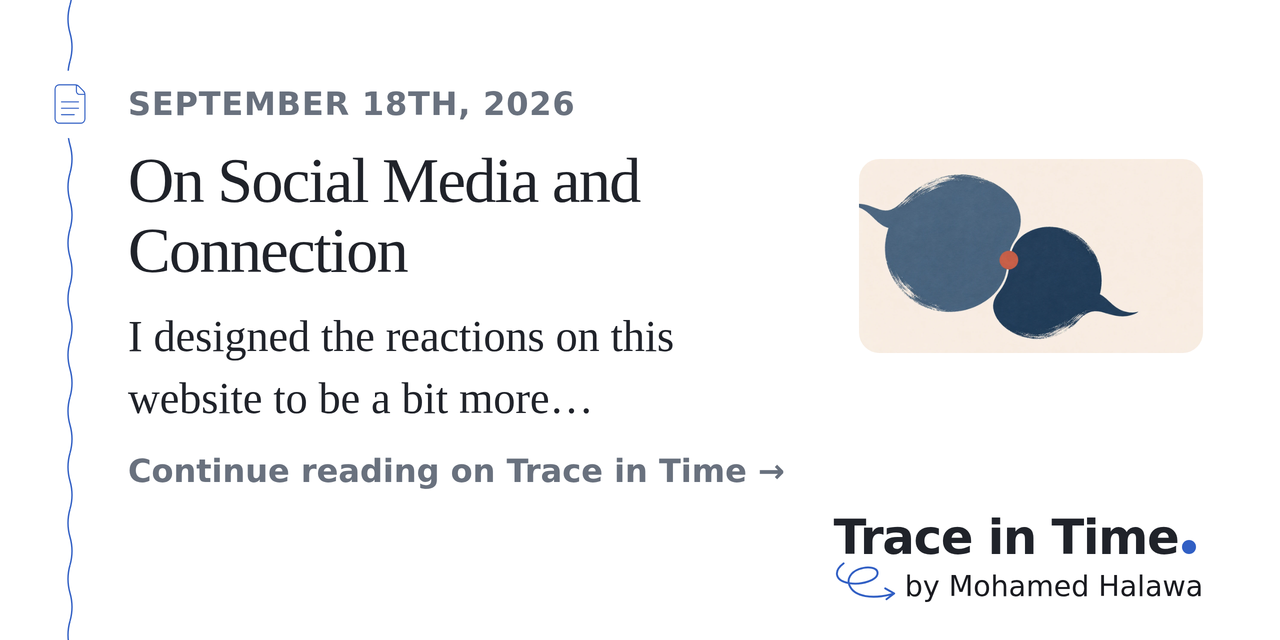 SEPTEMBER 18TH, 2026
On Social Media and
Connection
I designed the reactions on this
website to be a bit more…
Continue reading on Trace in Time →
Trace in Time.
by Mohamed Halawa